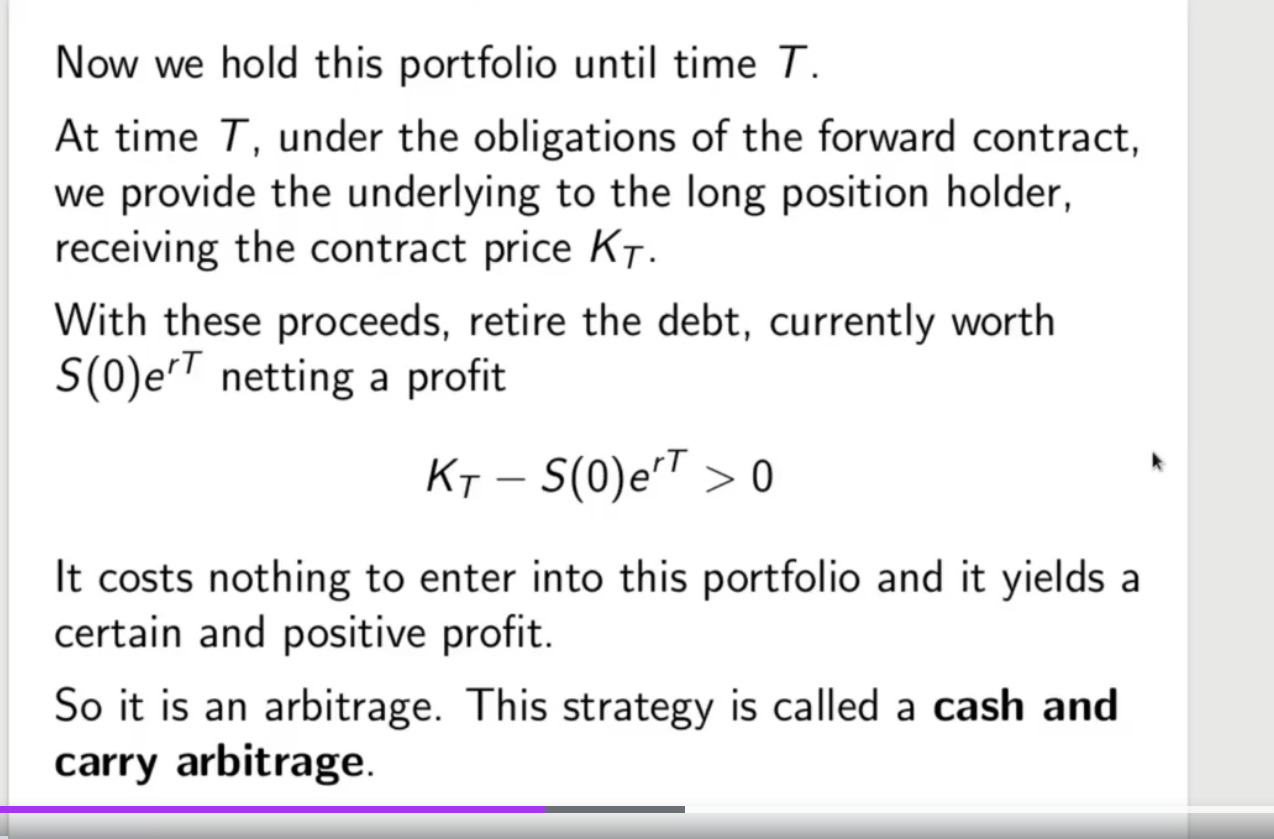 Now we hold this portfolio until time T.
At time T, under the obligations of the forward contract,
we provide the underlying to the long position holder,
receiving the contract price K_T.
With these proceeds, retire the debt, currently worth
S(0)e^{rT} netting a profit
K_T − S(0)e^{rT} > 0
It costs nothing to enter into this portfolio and it yields a
certain and positive profit.
So it is an arbitrage. This strategy is called a cash and
carry arbitrage.